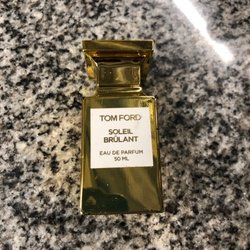 TOM FORD
SOLEIL
BRÛLANT
EAU DE PARFUM
50 ML